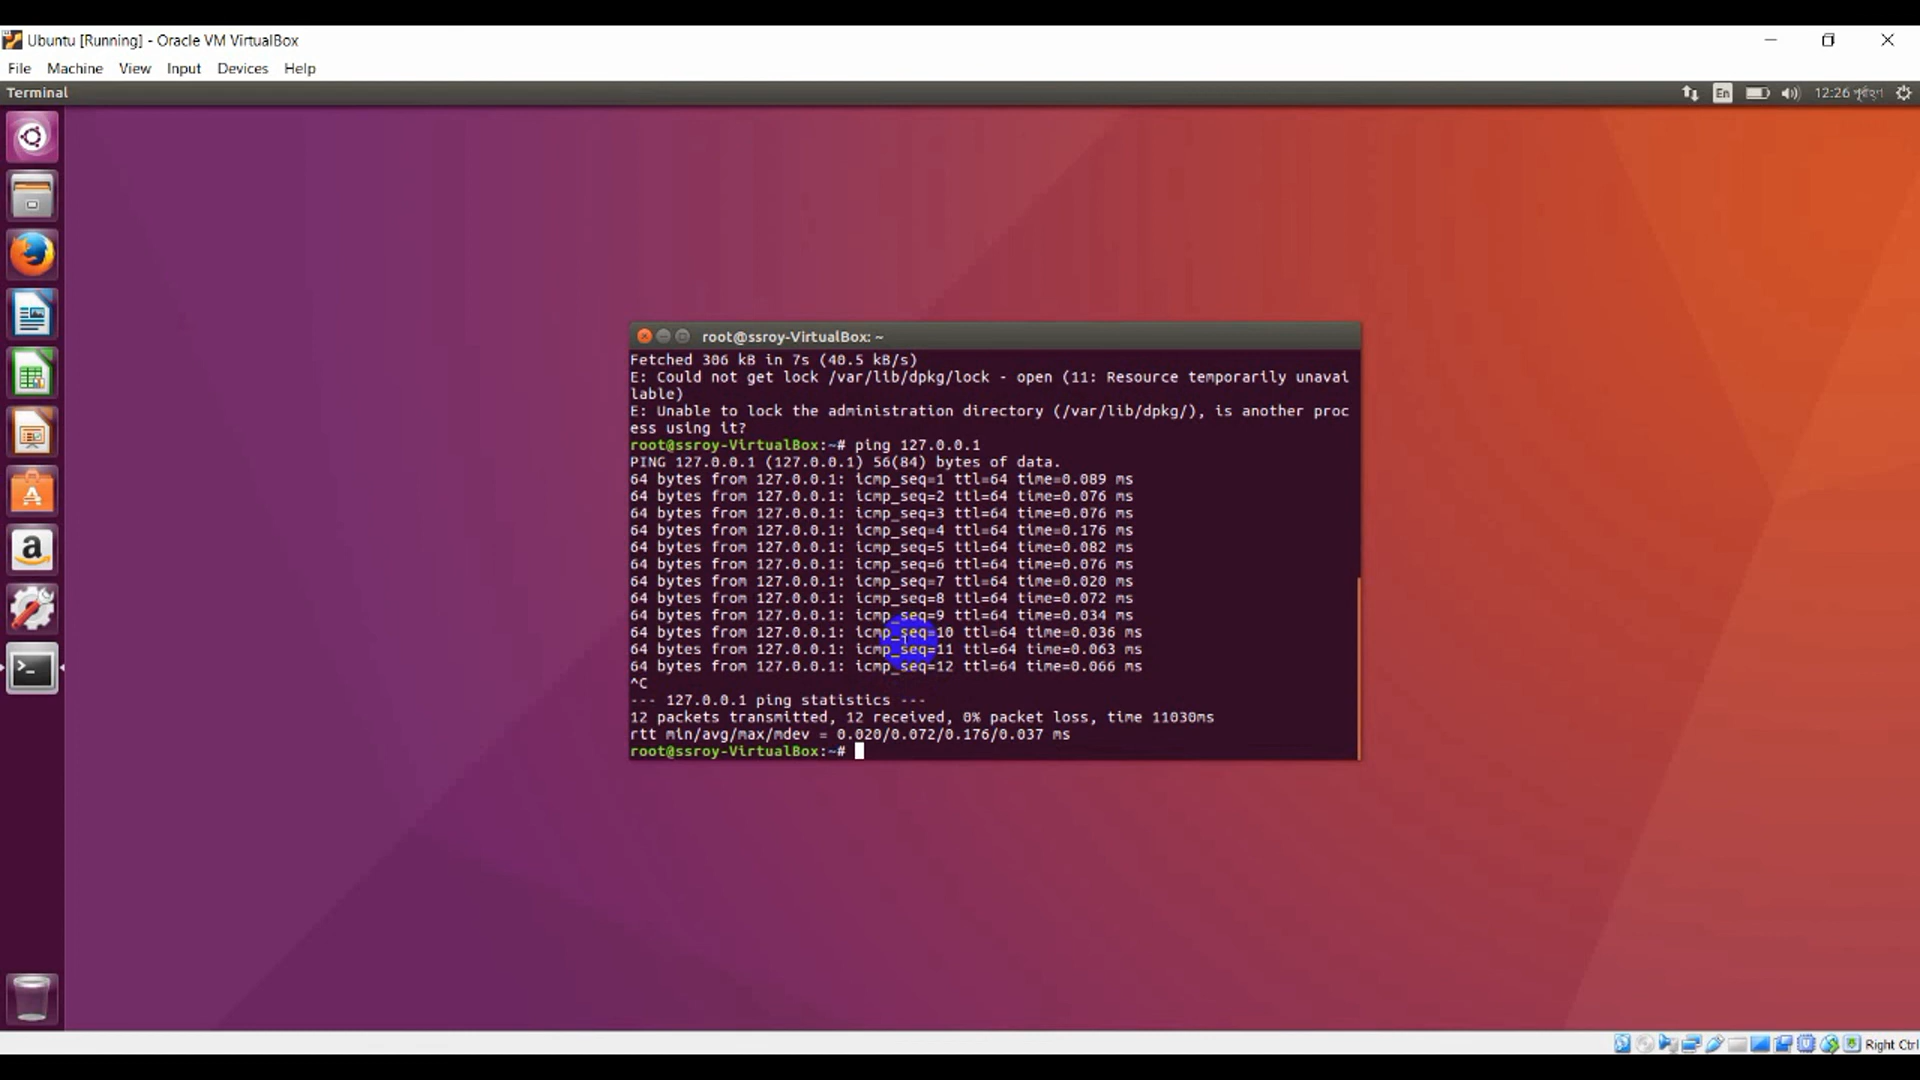 Ubuntu [Running] - Oracle VM VirtualBox
File Machine View Input Devices Help
Terminal En 12:26 পূর্বাহ্ণ
root@ssroy-VirtualBox: ~
Fetched 306 kB in 7s (40.5 kB/s)
E: Could not get lock /var/lib/dpkg/lock - open (11: Resource temporarily unavai
lable)
E: Unable to lock the administration directory (/var/lib/dpkg/), is another proc
ess using it?
root@ssroy-VirtualBox:~# ping 127.0.0.1
PING 127.0.0.1 (127.0.0.1) 56(84) bytes of data.
64 bytes from 127.0.0.1: icmp_seq=1 ttl=64 time=0.089 ms
64 bytes from 127.0.0.1: icmp_seq=2 ttl=64 time=0.076 ms
64 bytes from 127.0.0.1: icmp_seq=3 ttl=64 time=0.076 ms
64 bytes from 127.0.0.1: icmp_seq=4 ttl=64 time=0.176 ms
64 bytes from 127.0.0.1: icmp_seq=5 ttl=64 time=0.082 ms
64 bytes from 127.0.0.1: icmp_seq=6 ttl=64 time=0.076 ms
64 bytes from 127.0.0.1: icmp_seq=7 ttl=64 time=0.020 ms
64 bytes from 127.0.0.1: icmp_seq=8 ttl=64 time=0.072 ms
64 bytes from 127.0.0.1: icmp_seq=9 ttl=64 time=0.034 ms
64 bytes from 127.0.0.1: icmp_seq=10 ttl=64 time=0.036 ms
64 bytes from 127.0.0.1: icmp_seq=11 ttl=64 time=0.063 ms
64 bytes from 127.0.0.1: icmp_seq=12 ttl=64 time=0.066 ms
^C
--- 127.0.0.1 ping statistics ---
12 packets transmitted, 12 received, 0% packet loss, time 11030ms
rtt min/avg/max/mdev = 0.020/0.072/0.176/0.037 ms
root@ssroy-VirtualBox:~#
Right Ctrl